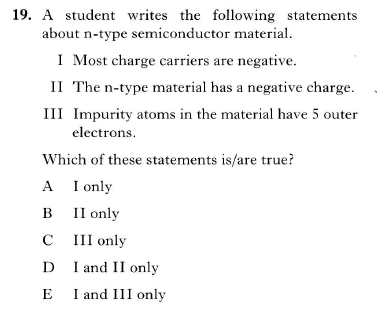 19. A student writes the following statements
about n-type semiconductor material.
I Most charge carriers are negative.
II The n-type material has a negative charge.
III Impurity atoms in the material have 5 outer
electrons.
Which of these statements is/are true?
A I only
B II only
C III only
D I and II only
E I and III only